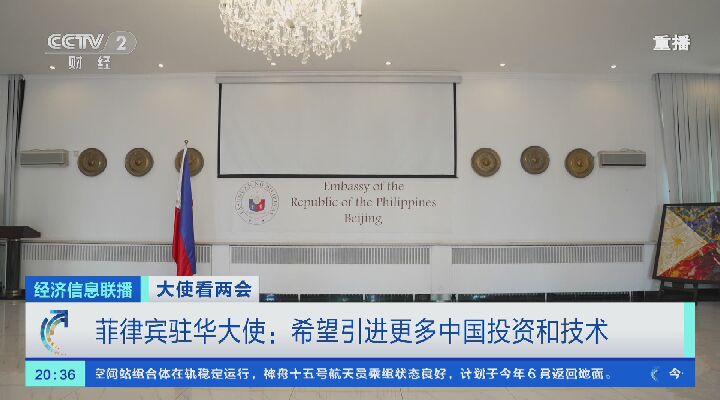 CCTV 2
财经
重播
Embassy of the
Republic of the Philippines
Beijing
经济信息联播 大使看两会
菲律宾驻华大使：希望引进更多中国投资和技术
20:36 空间站组合体在轨稳定运行，神舟十五号航天员乘组状态良好，计划于今年6月返回地面。 今